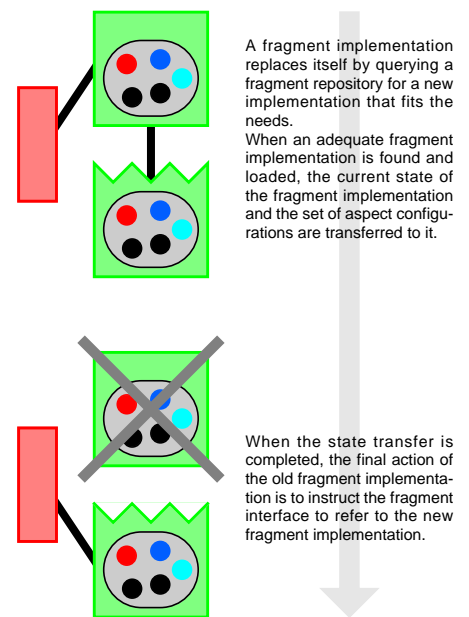 A fragment implementation
replaces itself by querying a
fragment repository for a new
implementation that fits the
needs.
When an adequate fragment
implementation is found and
loaded, the current state of
the fragment implementation
and the set of aspect configu-
rations are transferred to it.
When the state transfer is
completed, the final action of
the old fragment implementa-
tion is to instruct the fragment
interface to refer to the new
fragment implementation.